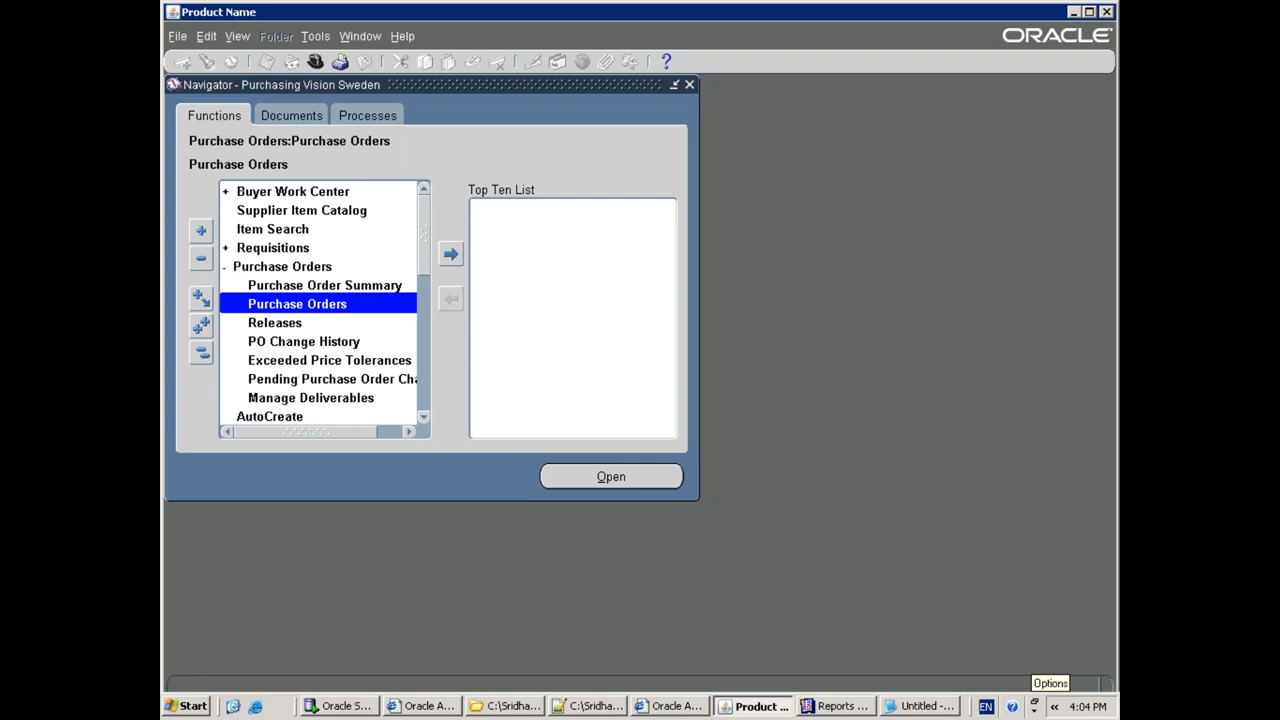 Product Name
File Edit View Folder Tools Window Help
ORACLE
?
Navigator - Purchasing Vision Sweden
Functions Documents Processes
Purchase Orders:Purchase Orders
Purchase Orders
+ Buyer Work Center
Supplier Item Catalog
Item Search
+ Requisitions
- Purchase Orders
Purchase Order Summary
Purchase Orders
Releases
PO Change History
Exceeded Price Tolerances
Pending Purchase Order Cha
Manage Deliverables
AutoCreate
Top Ten List
Open
Options
Start Oracle S... Oracle A... C:\Sridha... C:\Sridha... Oracle A... Product ... Reports ... Untitled -... EN ? « 4:04 PM